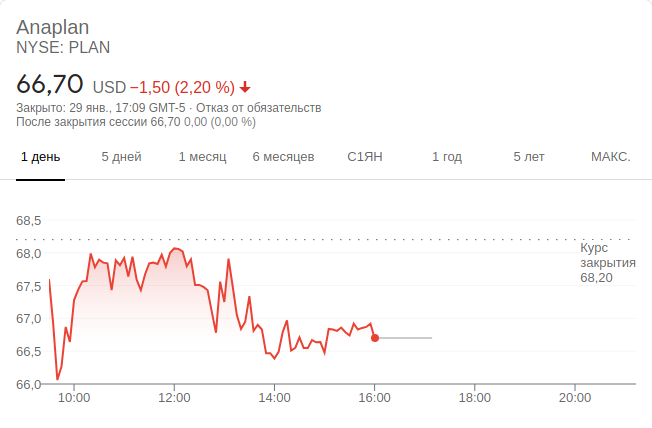 Anaplan
NYSE: PLAN
66,70 USD −1,50 (2,20 %)
Закрыто: 29 янв., 17:09 GMT-5 · Отказ от обязательств
После закрытия сессии 66,70 0,00 (0,00 %)
1 день 5 дней 1 месяц 6 месяцев С1ЯН 1 год 5 лет МАКС.
68,5
68,0
67,5
67,0
66,5
66,0
Курс
закрытия
68,20
10:00 12:00 14:00 16:00 18:00 20:00